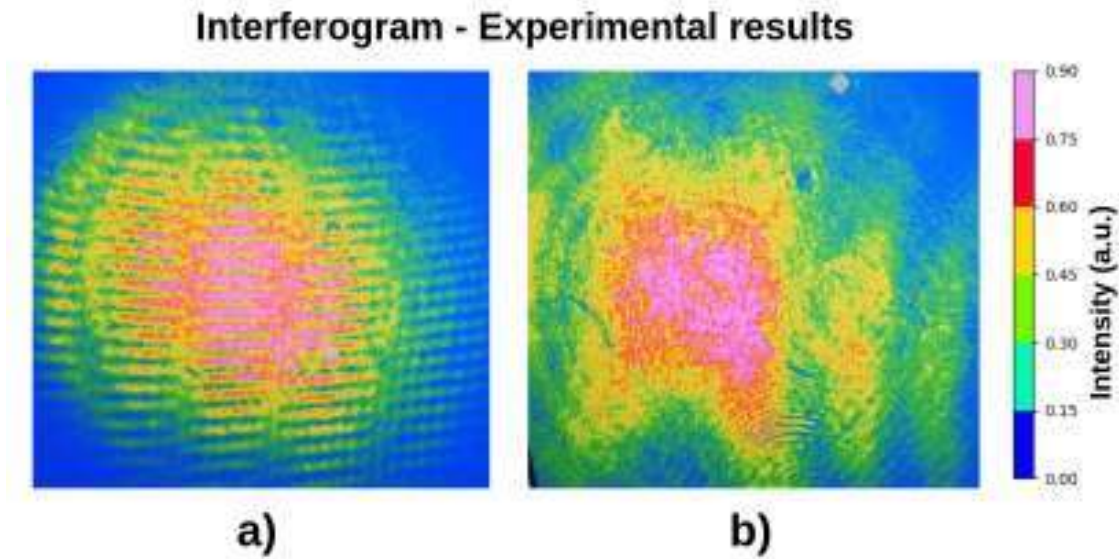 Interferogram - Experimental results
0.90
0.75
0.60
0.45
0.30
0.15
0.00
Intensity (a.u.)
a)
b)